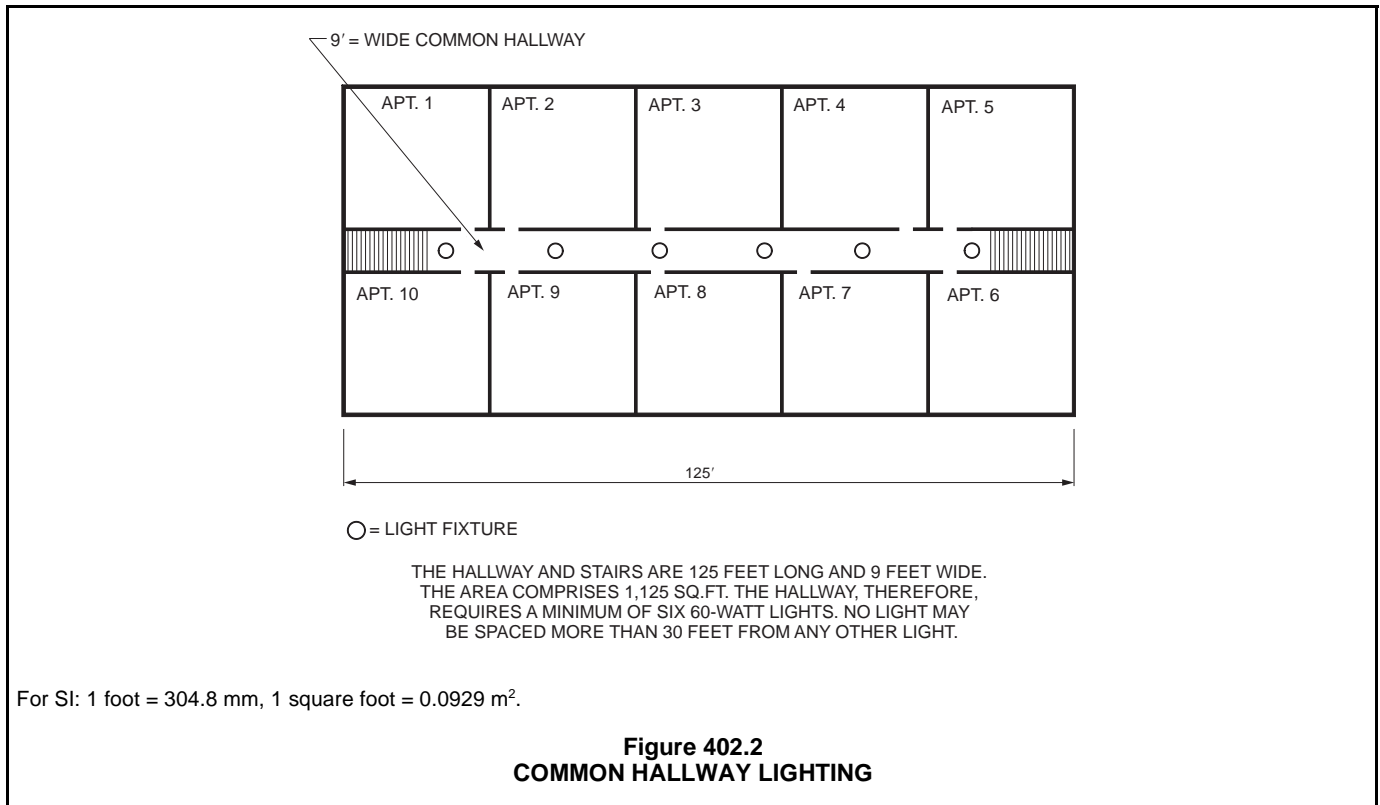 9′ = WIDE COMMON HALLWAY
APT. 1
APT. 2
APT. 3
APT. 4
APT. 5
APT. 10
APT. 9
APT. 8
APT. 7
APT. 6
125′
= LIGHT FIXTURE
THE HALLWAY AND STAIRS ARE 125 FEET LONG AND 9 FEET WIDE.
THE AREA COMPRISES 1,125 SQ.FT. THE HALLWAY, THEREFORE,
REQUIRES A MINIMUM OF SIX 60-WATT LIGHTS. NO LIGHT MAY
BE SPACED MORE THAN 30 FEET FROM ANY OTHER LIGHT.
For SI: 1 foot = 304.8 mm, 1 square foot = 0.0929 m².
Figure 402.2
COMMON HALLWAY LIGHTING